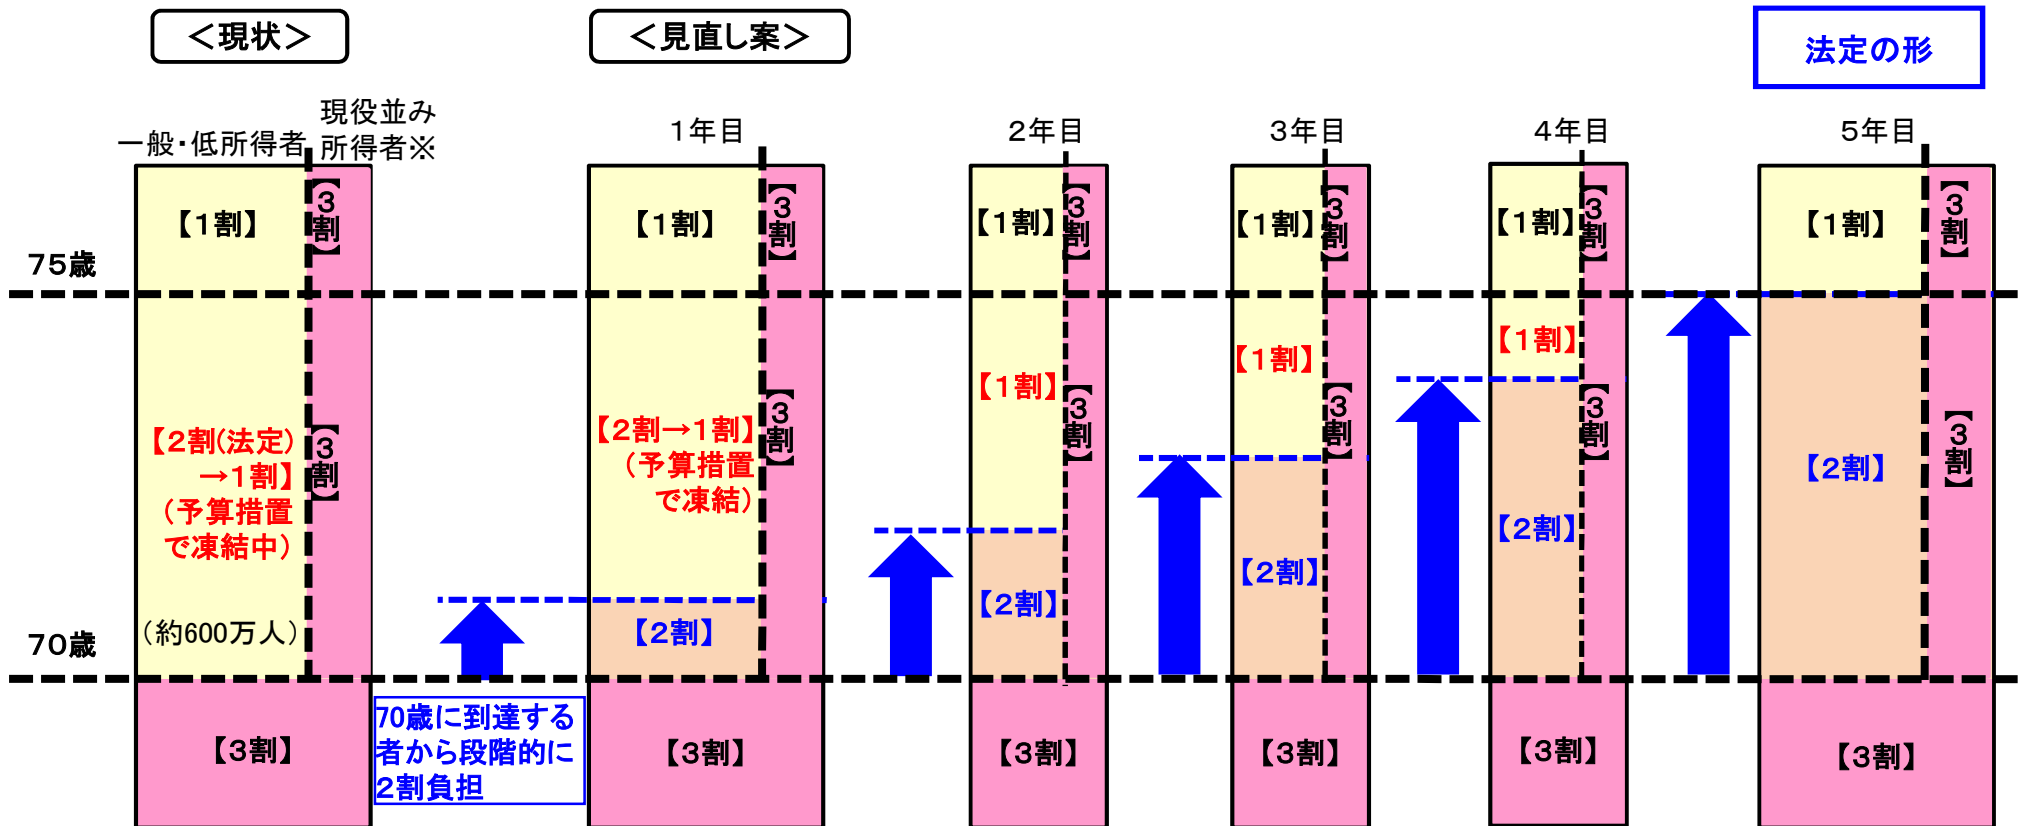 ＜現状＞
＜見直し案＞
法定の形
一般・低所得者
現役並み
所得者※
1年目
2年目
3年目
4年目
5年目
【1割】
【3割】
【1割】
【3割】
【1割】
【3割】
【1割】
【3割】
【1割】
【3割】
【1割】
【3割】
75歳
【2割(法定)
→1割】
（予算措置
で凍結中）
（約600万人）
【3割】
【2割→1割】
（予算措置
で凍結）
【3割】
【2割】
【1割】
【3割】
【2割】
【1割】
【3割】
【2割】
【1割】
【3割】
【2割】
【2割】
【3割】
70歳
70歳に到達する
者から段階的に
2割負担
【3割】
【3割】
【3割】
【3割】
【3割】
【3割】